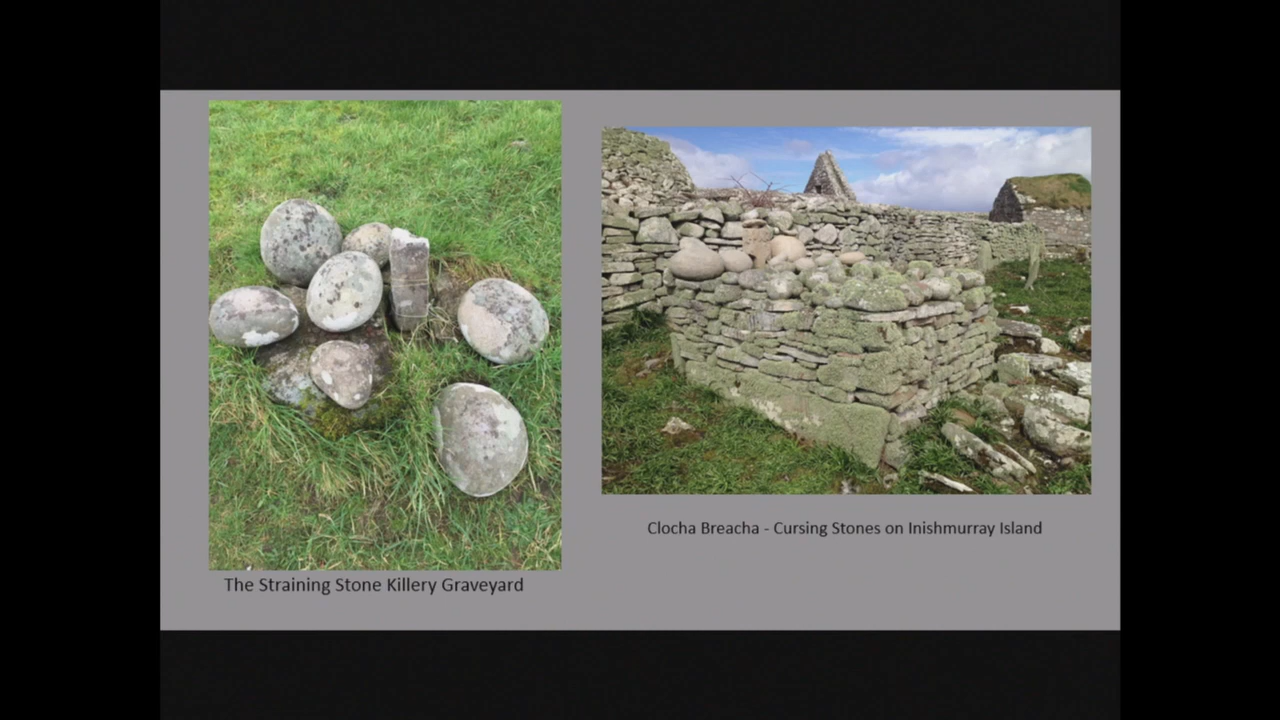 The Straining Stone Killery Graveyard
Clocha Breacha - Cursing Stones on Inishmurray Island